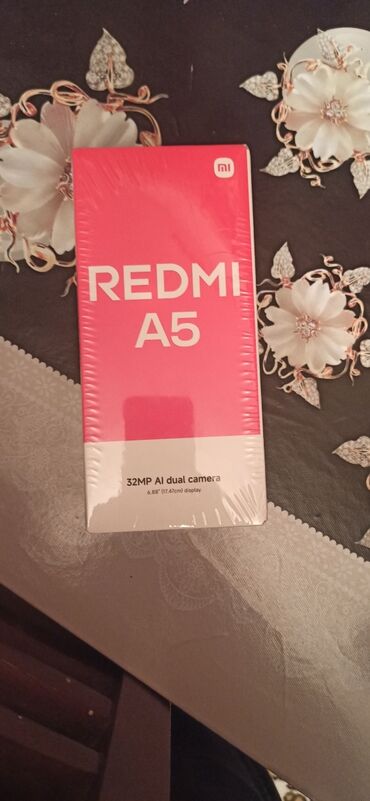 mi
REDMI
A5
32MP AI dual camera
6.88" (17.47cm) display